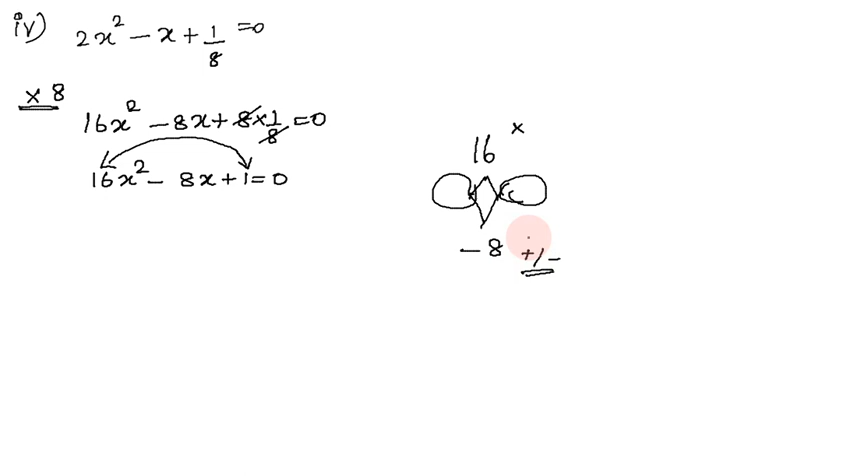 iv) 2x² − x + 1/8 = 0
× 8
16x² − 8x + 8 × 1/8 = 0
16x² − 8x + 1 = 0
16 ×
− 8 +/−